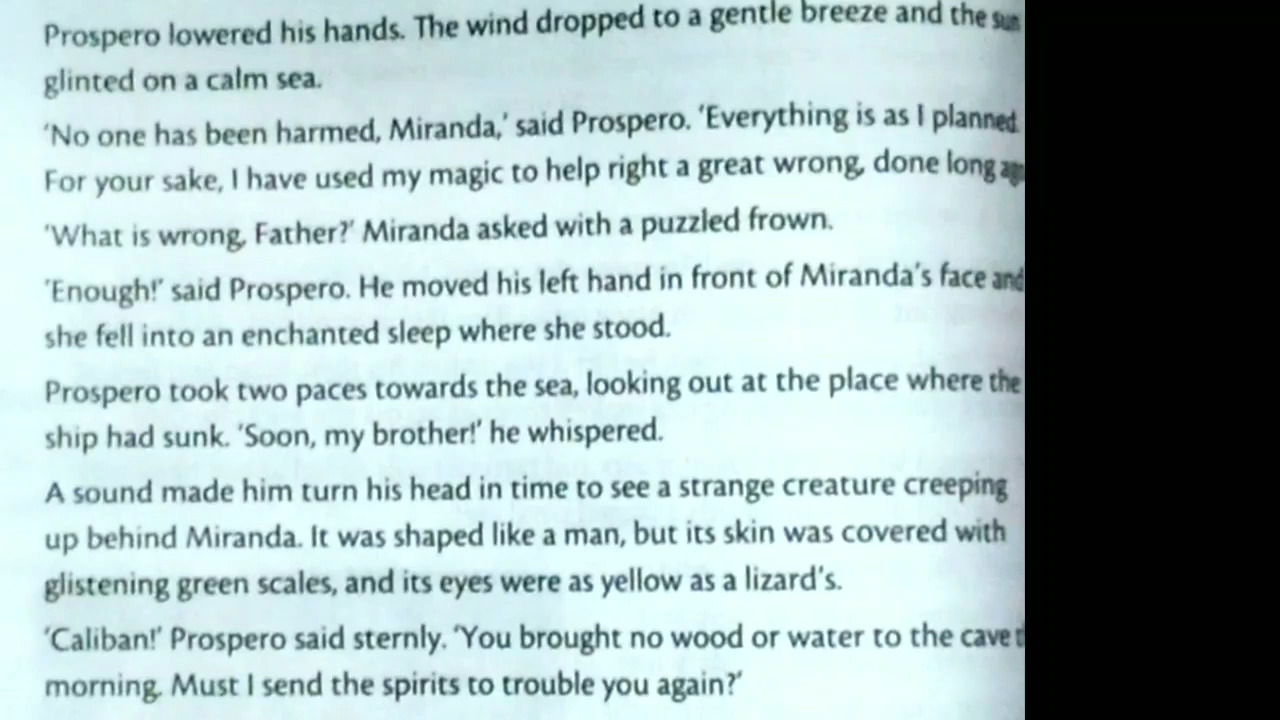 Prospero lowered his hands. The wind dropped to a gentle breeze and the sun
glinted on a calm sea.
'No one has been harmed, Miranda,' said Prospero. 'Everything is as I planned
For your sake, I have used my magic to help right a great wrong, done long
'What is wrong, Father?' Miranda asked with a puzzled frown.
'Enough!' said Prospero. He moved his left hand in front of Miranda's face and
she fell into an enchanted sleep where she stood.
Prospero took two paces towards the sea, looking out at the place where the
ship had sunk. 'Soon, my brother!' he whispered.
A sound made him turn his head in time to see a strange creature creeping
up behind Miranda. It was shaped like a man, but its skin was covered with
glistening green scales, and its eyes were as yellow as a lizard's.
'Caliban!' Prospero said sternly. 'You brought no wood or water to the cave
morning. Must I send the spirits to trouble you again?'